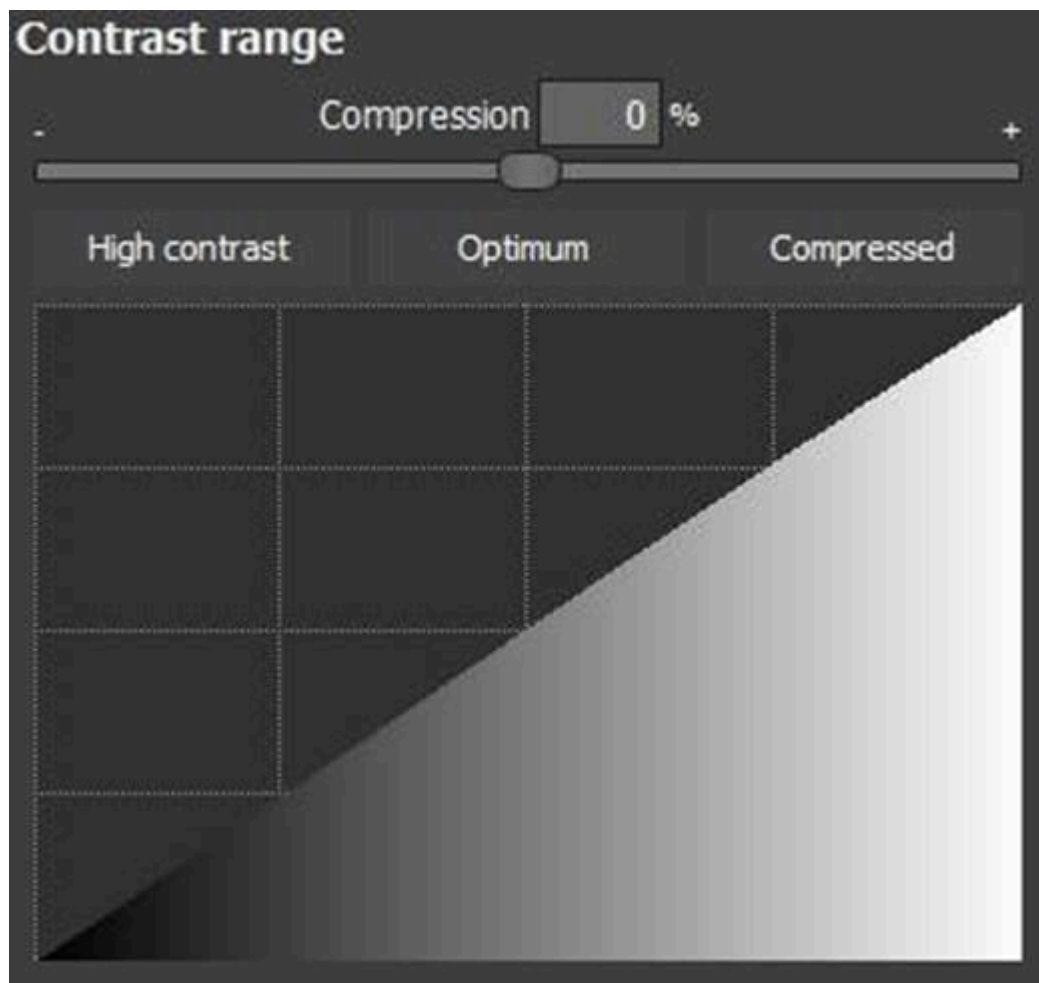 Contrast range
Compression 0 %
- +
High contrast Optimum Compressed